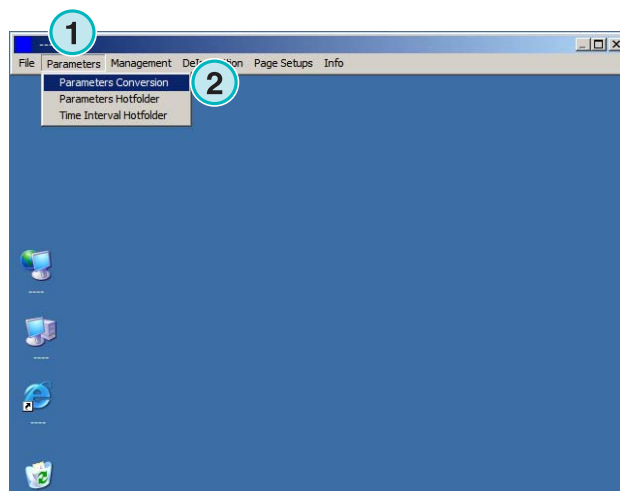 1
----
File Parameters Management Page Setups Info
Parameters Conversion
2
Parameters Hotfolder
Time Interval Hotfolder
----
----
----